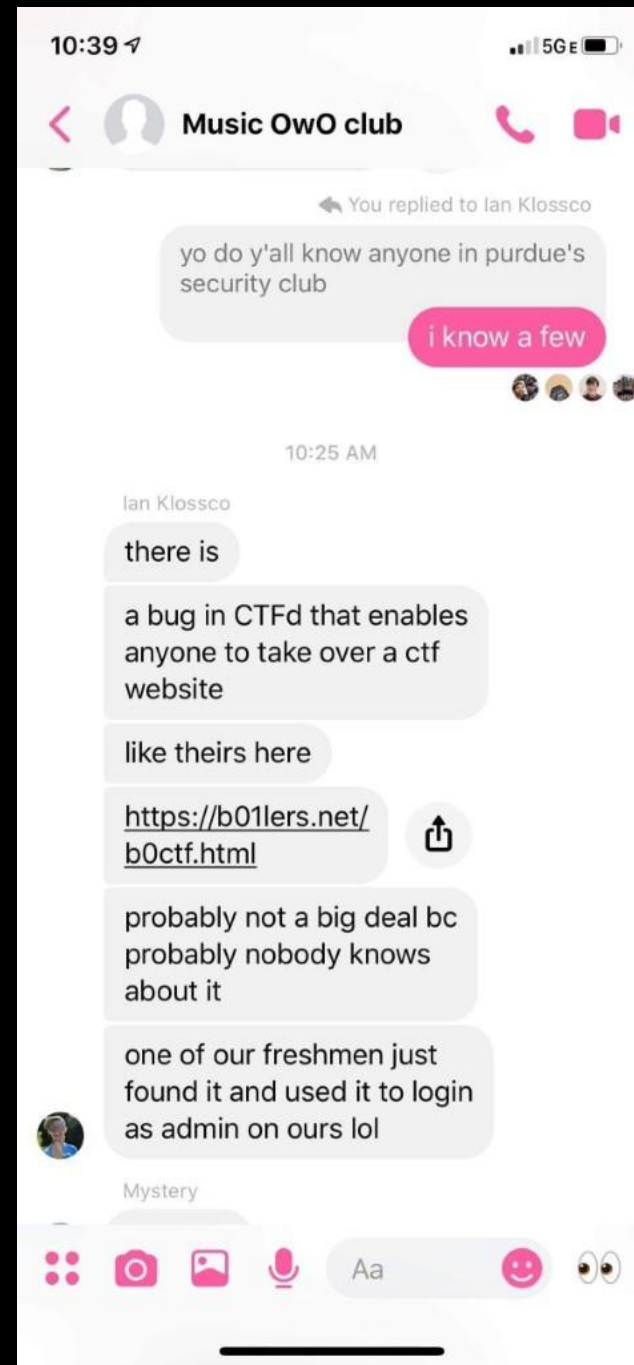 10:39
5GE
Music OwO club
You replied to Ian Klossco
yo do y'all know anyone in purdue's
security club
i know a few
10:25 AM
Ian Klossco
there is
a bug in CTFd that enables
anyone to take over a ctf
website
like theirs here
https://b01lers.net/
b0ctf.html
probably not a big deal bc
probably nobody knows
about it
one of our freshmen just
found it and used it to login
as admin on ours lol
Mystery
Aa